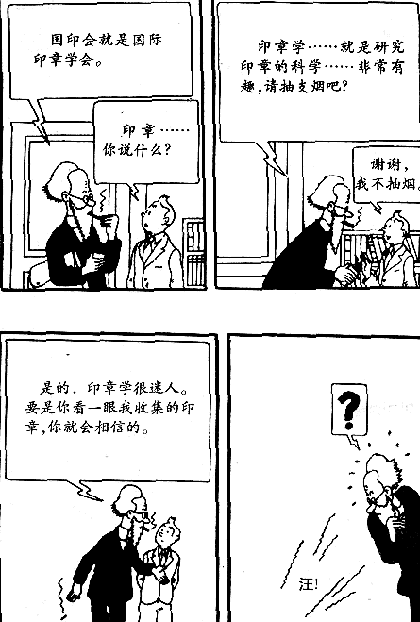 国印会就是国际
印章学会。
印章……
你说什么?
印章学……就是研究
印章的科学……非常有
趣,请抽支烟吧?
谢谢,
我不抽烟。
是的,印章学很迷人。
要是你看一眼我收集的印
章,你就会相信的。
?
汪!